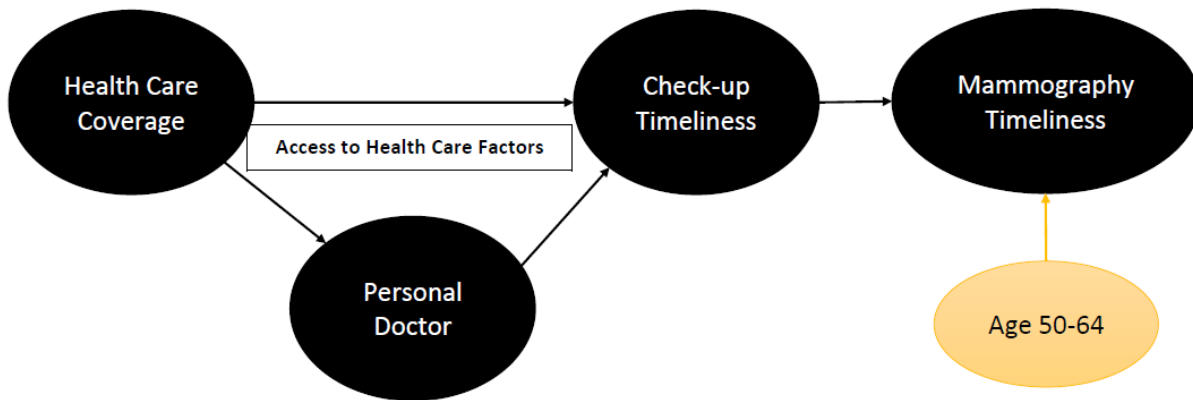 Health Care
Coverage
Check-up
Timeliness
Mammography
Timeliness
Access to Health Care Factors
Personal
Doctor
Age 50-64